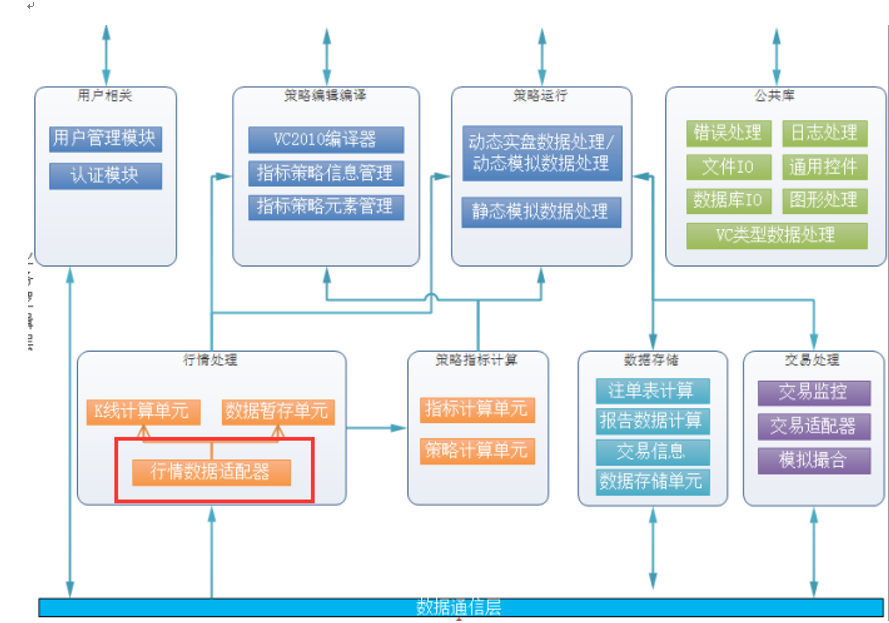 用户相关
用户管理模块
认证模块
策略编辑编译
VC2010编译器
指标策略信息管理
指标策略元素管理
策略运行
动态实盘数据处理/
动态模拟数据处理
静态模拟数据处理
公共库
错误处理
日志处理
文件IO
通用控件
数据库IO
图形处理
VC类型数据处理
行情处理
K线计算单元
数据暂存单元
行情数据适配器
策略指标计算
指标计算单元
策略计算单元
数据存储
注单表计算
报告数据计算
交易信息
数据存储单元
交易处理
交易监控
交易适配器
模拟撮合
数据通信层